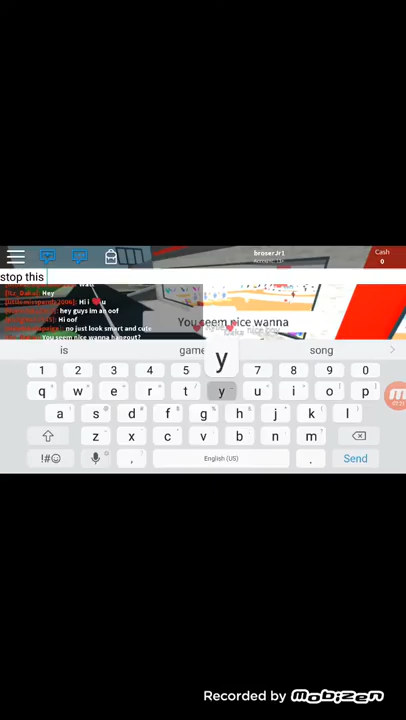 broserJr1
Cash
0
stop this
Hey
Hi i u
hey guys im an oof
Hi oof
no just look smart and cute
You seem nice wanna hangout?
You seem nice wanna
is game song
y
1 2 3 4 5 7 8 9 0
q w e r t y u i o p
a s d f g h j k l
z x c v b n m
!#☺ , English (US) . Send
Recorded by mobizen